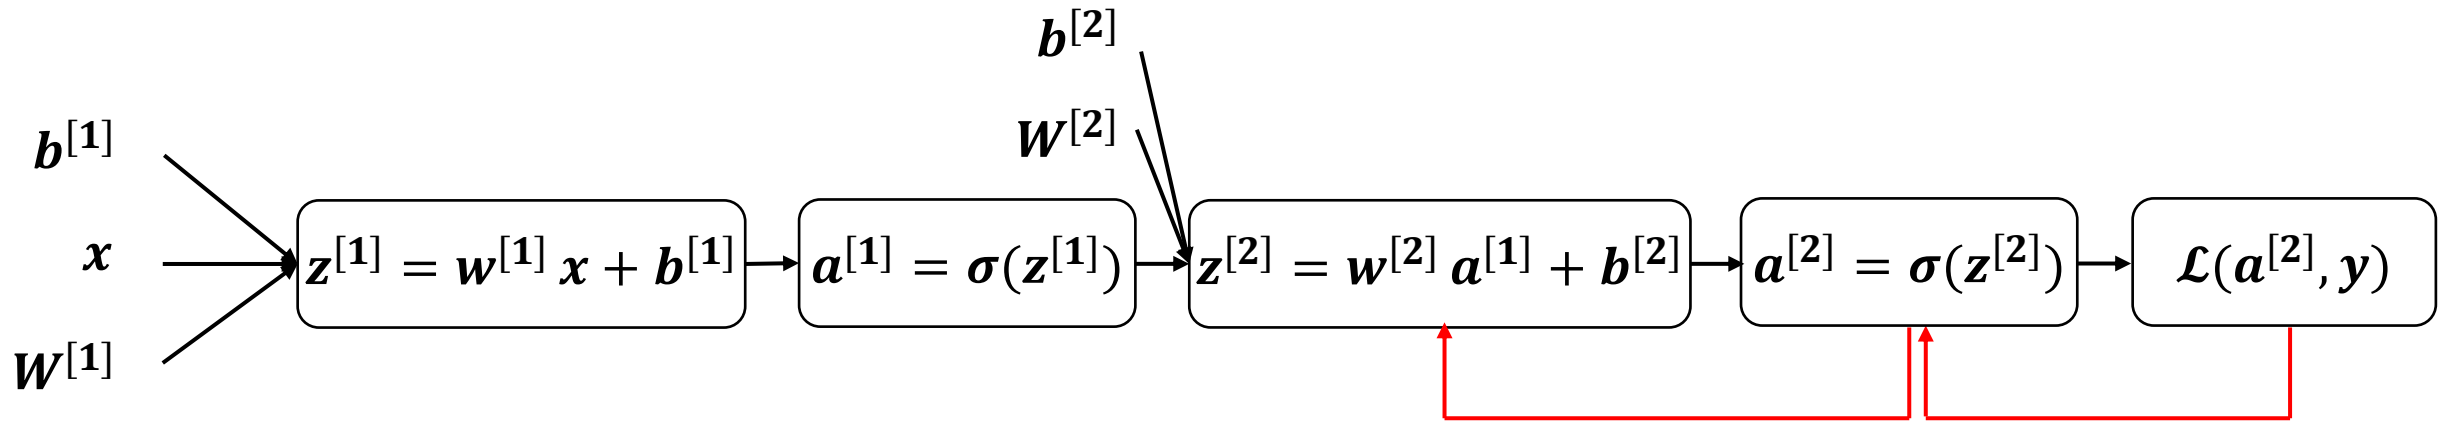 b^[2]
W^[2]
b^[1]
x
W^[1]
z^[1] = w^[1] x + b^[1]
a^[1] = σ(z^[1])
z^[2] = w^[2] a^[1] + b^[2]
a^[2] = σ(z^[2])
ℒ(a^[2], y)